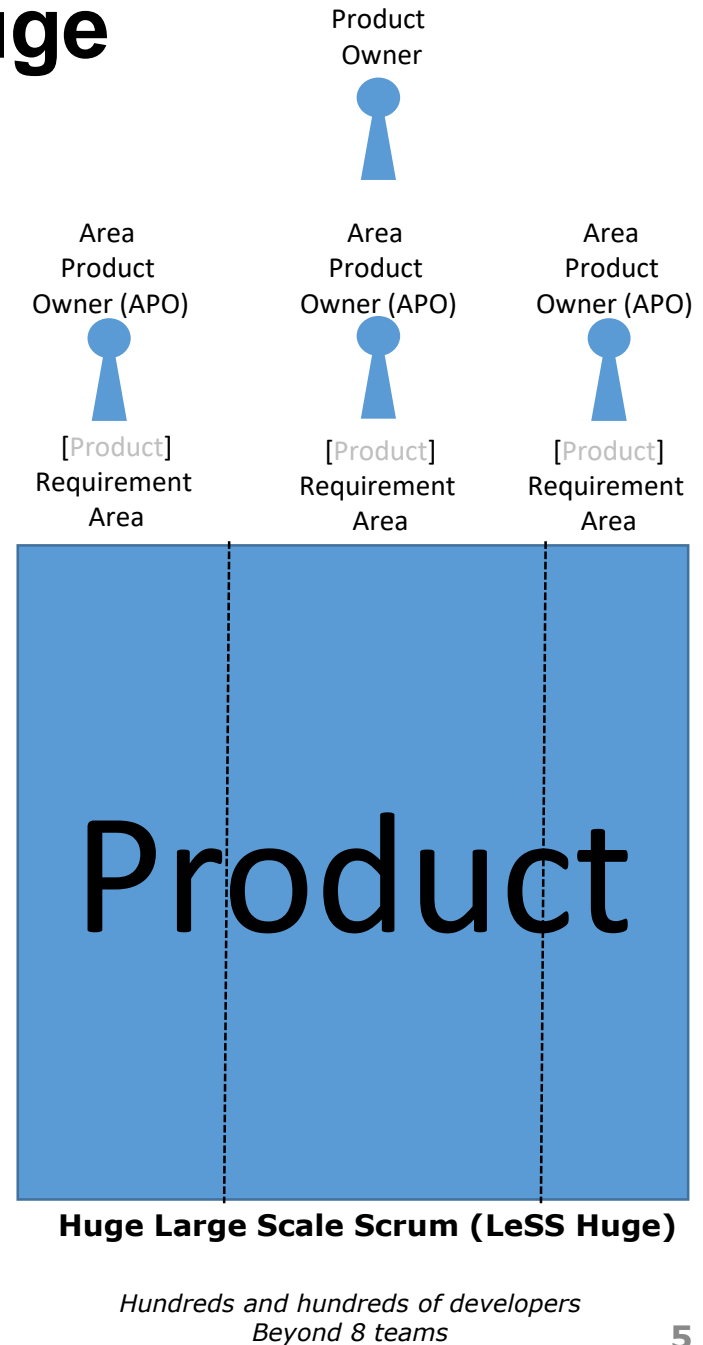 uge
Product
Owner
Area
Product
Owner (APO)
Area
Product
Owner (APO)
Area
Product
Owner (APO)
[Product]
Requirement
Area
[Product]
Requirement
Area
[Product]
Requirement
Area
Product
Huge Large Scale Scrum (LeSS Huge)
Hundreds and hundreds of developers
Beyond 8 teams
5